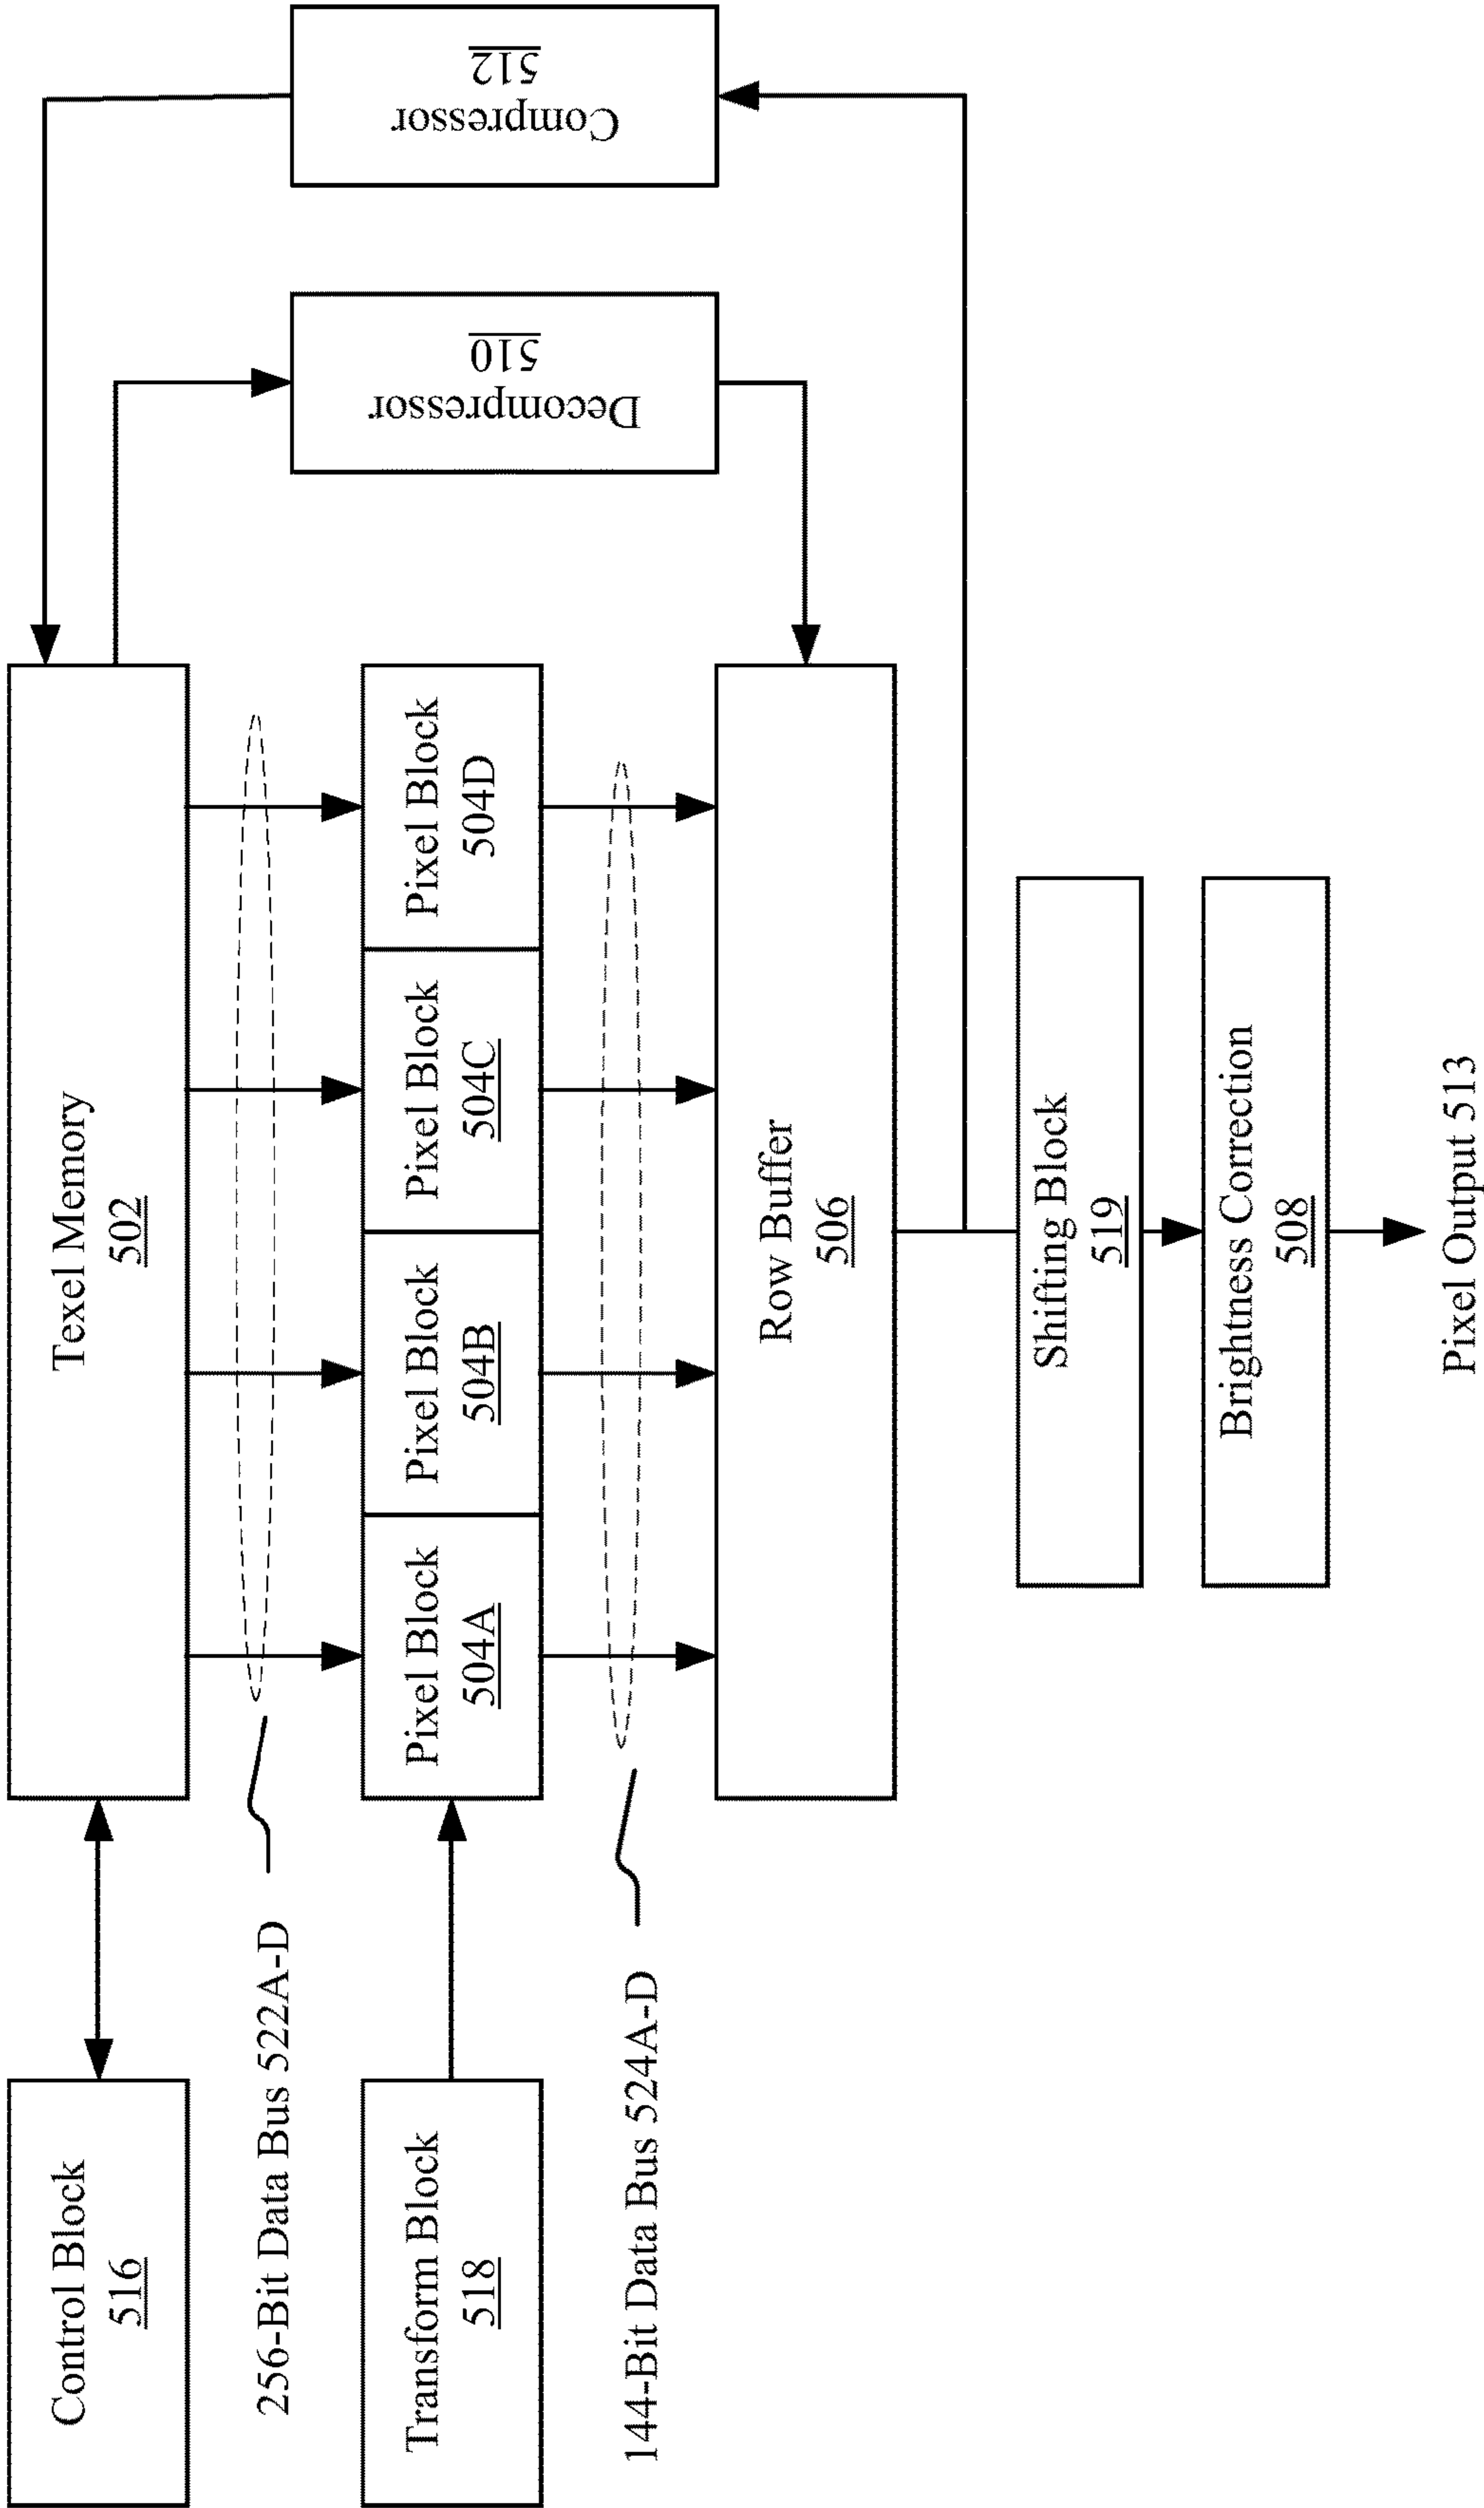 Control Block
516
Texel Memory
502
256-Bit Data Bus 522A-D
Transform Block
518
Pixel Block
504A
Pixel Block
504B
Pixel Block
504C
Pixel Block
504D
144-Bit Data Bus 524A-D
Row Buffer
506
Decompressor
510
Compressor
512
Shifting Block
519
Brightness Correction
508
Pixel Output 513